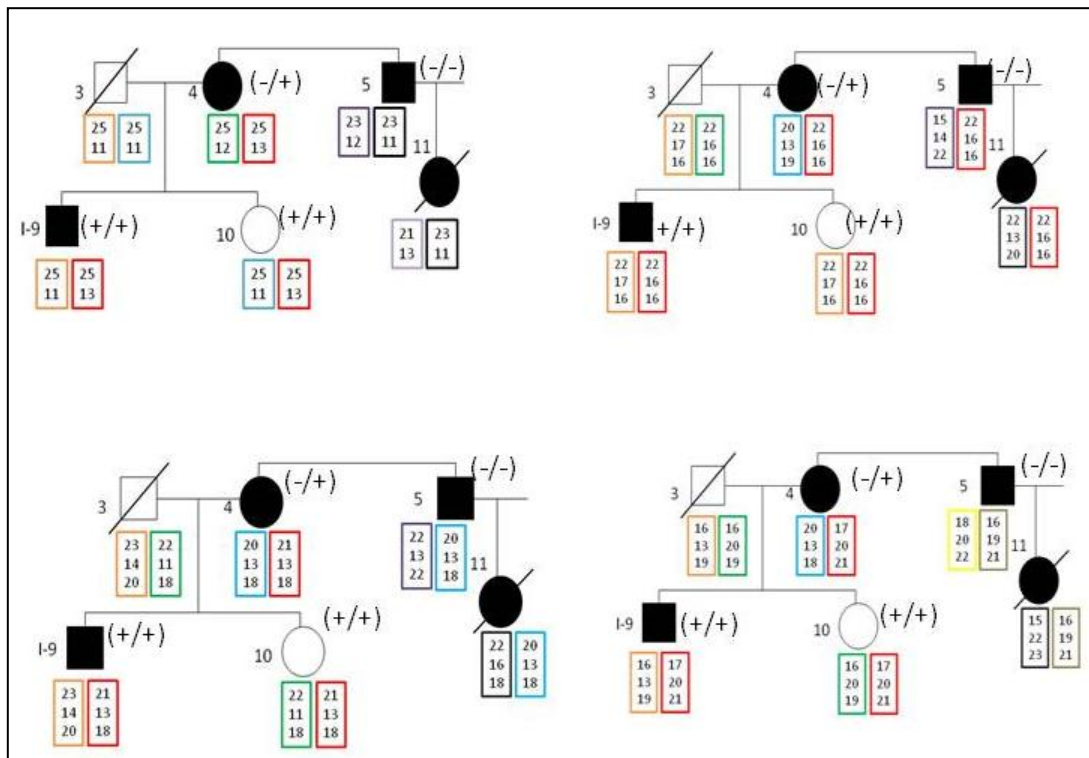 (-/+)
(-/-)
3
4
5
25 11
25 11
25 12
25 13
23 12
23 11
11
I-9
(+/+)
10
(+/+)
21 13
23 11
25 11
25 13
25 11
25 13
(-/+)
(-/-)
3
4
5
22 17 16
22 16 16
20 13 19
22 16 16
15 14 22
22 16 16
11
I-9
+/+)
10
(+/+)
22 13 20
22 16 16
22 17 16
22 16 16
22 17 16
22 16 16
(-/+)
(-/-)
3
4
5
23 14 20
22 11 18
20 13 18
21 13 18
22 13 22
20 13 18
11
I-9
(+/+)
10
(+/+)
22 16 18
20 13 18
23 14 20
21 13 18
22 11 18
21 13 18
(-/+)
(-/-)
3
4
5
16 13 19
16 20 19
20 13 18
17 20 21
18 20 22
16 19 21
11
I-9
(+/+)
10
(+/+)
15 22 23
16 19 21
16 13 19
17 20 21
16 20 19
17 20 21